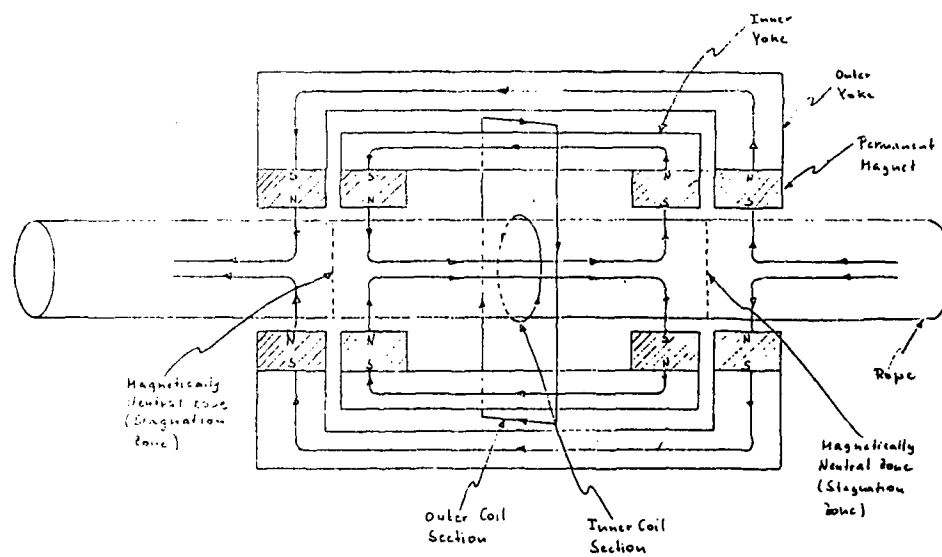 Inner
Yoke
Outer
Yoke
Permanent
Magnet
S
S
N
N
N
N
S
S
N
N
S
N
S
S
N
S
Rope
Magnetically
Neutral zone
(Stagnation
zone)
Magnetically
Neutral Zone
(Stagnation
zone)
Outer Coil
Section
Inner Coil
Section